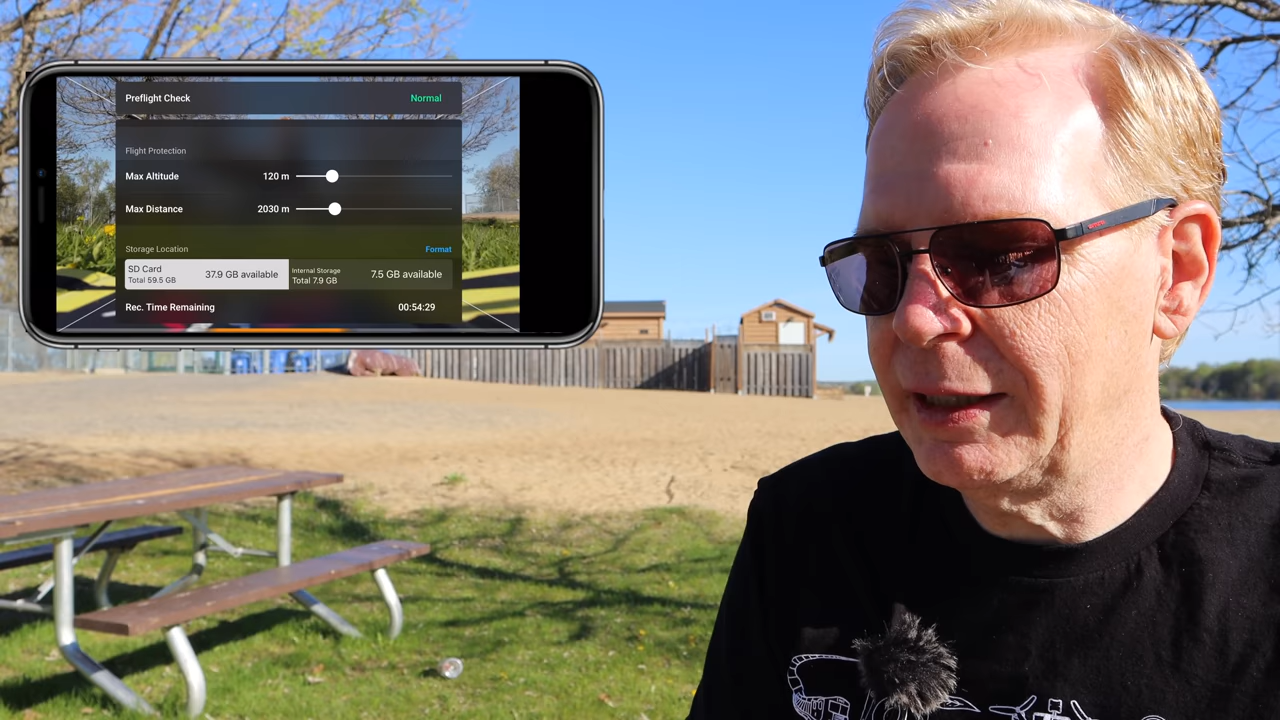 Preflight Check Normal
Flight Protection
Max Altitude 120 m
Max Distance 2030 m
Storage Location Format
SD Card 37.9 GB available Internal Storage 7.5 GB available
Total 59.5 GB Total 7.9 GB
Rec. Time Remaining 00:54:29